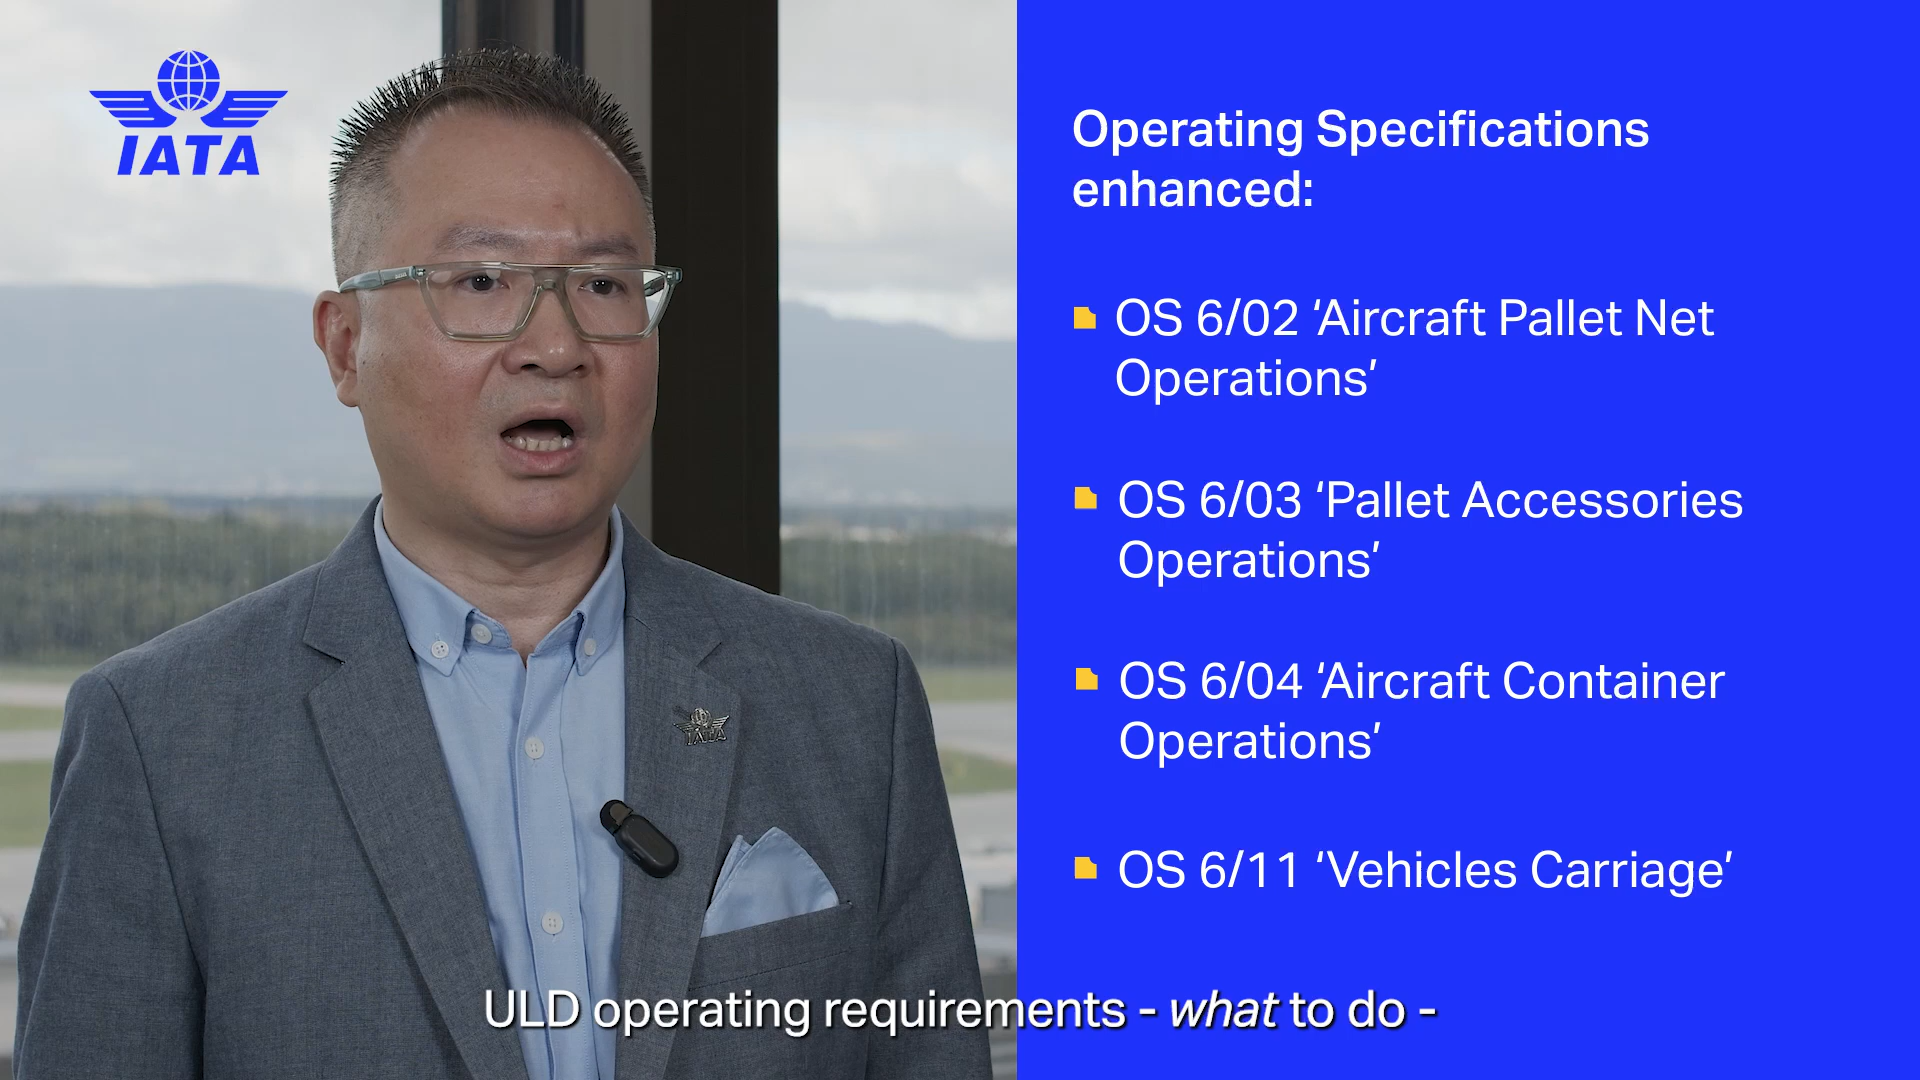 IATA
Operating Specifications
enhanced:
OS 6/02 ‘Aircraft Pallet Net
Operations’
OS 6/03 ‘Pallet Accessories
Operations’
OS 6/04 ‘Aircraft Container
Operations’
IATA
OS 6/11 ‘Vehicles Carriage’
ULD operating requirements - what to do -